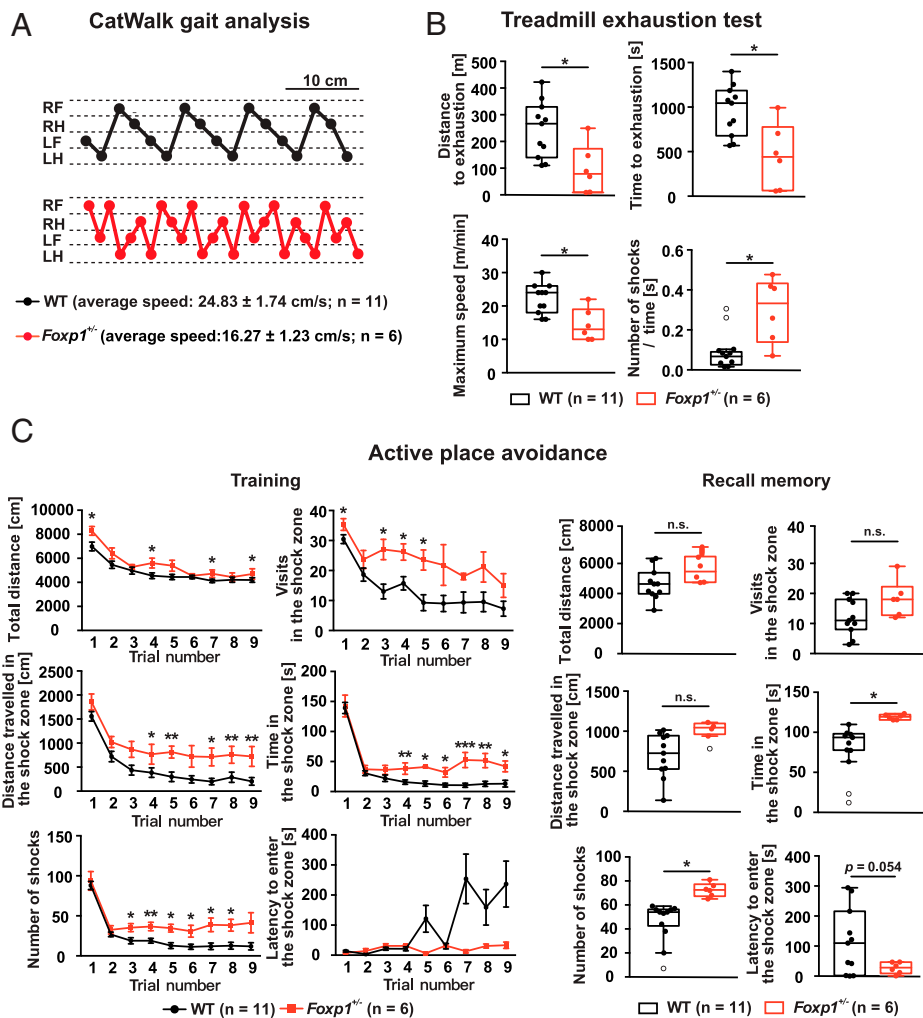 A
CatWalk gait analysis
10 cm
RF
RH
LF
LH
RF
RH
LF
LH
WT (average speed: 24.83 ± 1.74 cm/s; n = 11)
Foxp1+/- (average speed:16.27 ± 1.23 cm/s; n = 6)
B
Treadmill exhaustion test
Distance
to exhaustion [m]
500
400
300
200
100
0
*
Time to exhaustion [s]
1500
1000
500
0
*
Maximum speed [m/min]
40
30
20
10
0
*
Number of shocks
/ time [s]
0.6
0.4
0.2
0.0
*
WT (n = 11) Foxp1+/- (n = 6)
C
Active place avoidance
Training
Total distance [cm]
10000
8000
6000
4000
2000
0
* * * *
1 2 3 4 5 6 7 8 9
Trial number
Visits
in the shock zone
40
30
20
10
0
* * * *
1 2 3 4 5 6 7 8 9
Trial number
Distance travelled in
the shock zone [cm]
2500
2000
1500
1000
500
0
* ** * ** **
1 2 3 4 5 6 7 8 9
Trial number
Time in
the shock zone [s]
200
150
100
50
0
** * * *** ** *
1 2 3 4 5 6 7 8 9
Trial number
Number of shocks
150
100
50
0
* ** * * * *
1 2 3 4 5 6 7 8 9
Trial number
Latency to enter
the shock zone [s]
400
300
200
100
0
1 2 3 4 5 6 7 8 9
Trial number
WT (n = 11) Foxp1+/- (n = 6)
Recall memory
Total distance [cm]
8000
6000
4000
2000
0
n.s.
Visits
in the shock zone
40
30
20
10
0
n.s.
Distance travelled in
the shock zone [cm]
1500
1000
500
0
n.s.
Time in
the shock zone [s]
150
100
50
0
*
Number of shocks
100
80
60
40
20
0
*
Latency to enter
the shock zone [s]
400
300
200
100
0
p = 0.054
WT (n = 11) Foxp1+/- (n = 6)